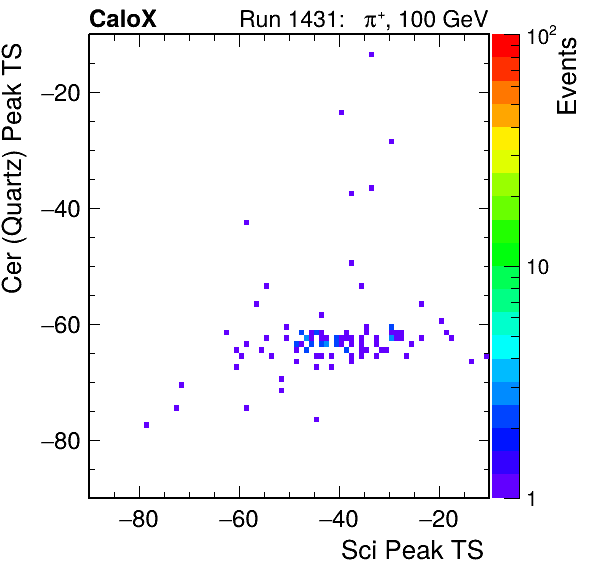 CaloX Run 1431: π⁺, 100 GeV
Cer (Quartz) Peak TS
−20
−40
−60
−80
−80 −60 −40 −20
Sci Peak TS
10²
10
1
Events